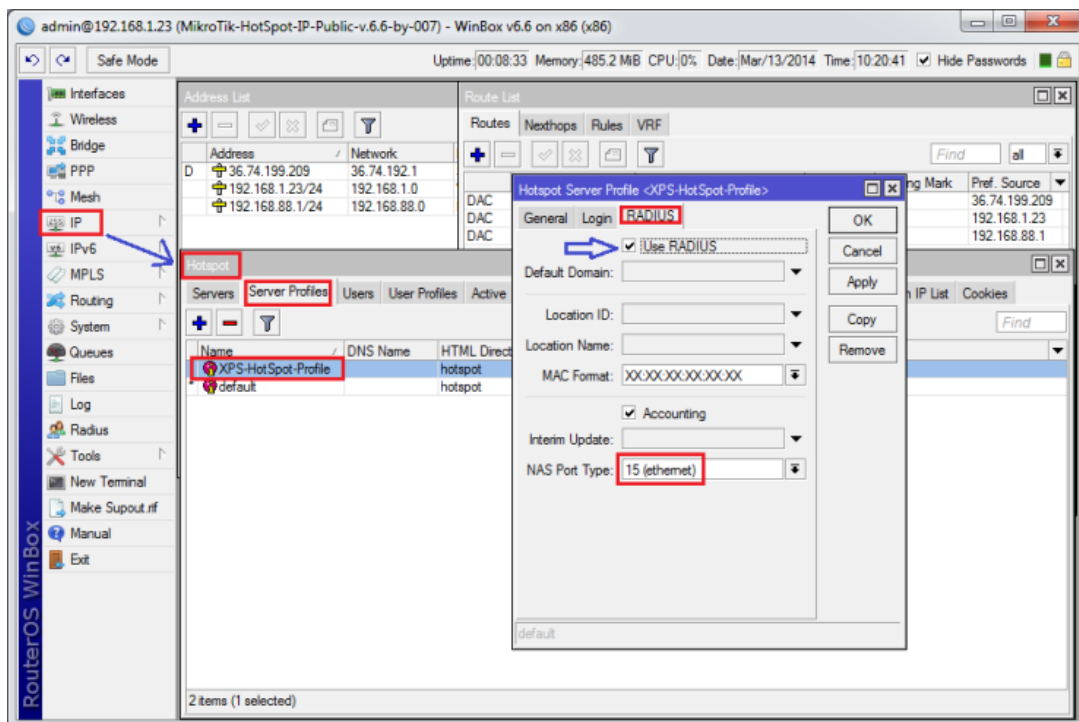 admin@192.168.1.23 (MikroTik-HotSpot-IP-Public-v.6.6-by-007) - WinBox v6.6 on x86 (x86)
Safe Mode
Uptime: 00:08:33 Memory: 485.2 MiB CPU: 0% Date: Mar/13/2014 Time: 10:20:41 Hide Passwords
Interfaces
Wireless
Bridge
PPP
Mesh
IP
IPv6
MPLS
Routing
System
Queues
Files
Log
Radius
Tools
New Terminal
Make Supout.rif
Manual
Exit
RouterOS WinBox
Address List
Address / Network
D 36.74.199.209 36.74.192.1
192.168.1.23/24 192.168.1.0
192.168.88.1/24 192.168.88.0
Route List
Routes Nexthops Rules VRF
Find all
ng Mark Pref. Source
DAC 36.74.199.209
DAC 192.168.1.23
DAC 192.168.88.1
Hotspot
Servers Server Profiles Users User Profiles Active IP List Cookies
Find
Name / DNS Name HTML Direct
XPS-HotSpot-Profile hotspot
* default hotspot
2 items (1 selected)
Hotspot Server Profile <XPS-HotSpot-Profile>
General Login RADIUS
Use RADIUS
Default Domain:
Location ID:
Location Name:
MAC Format: XX:XX:XX:XX:XX:XX
Accounting
Interim Update:
NAS Port Type: 15 (ethernet)
OK
Cancel
Apply
Copy
Remove
default